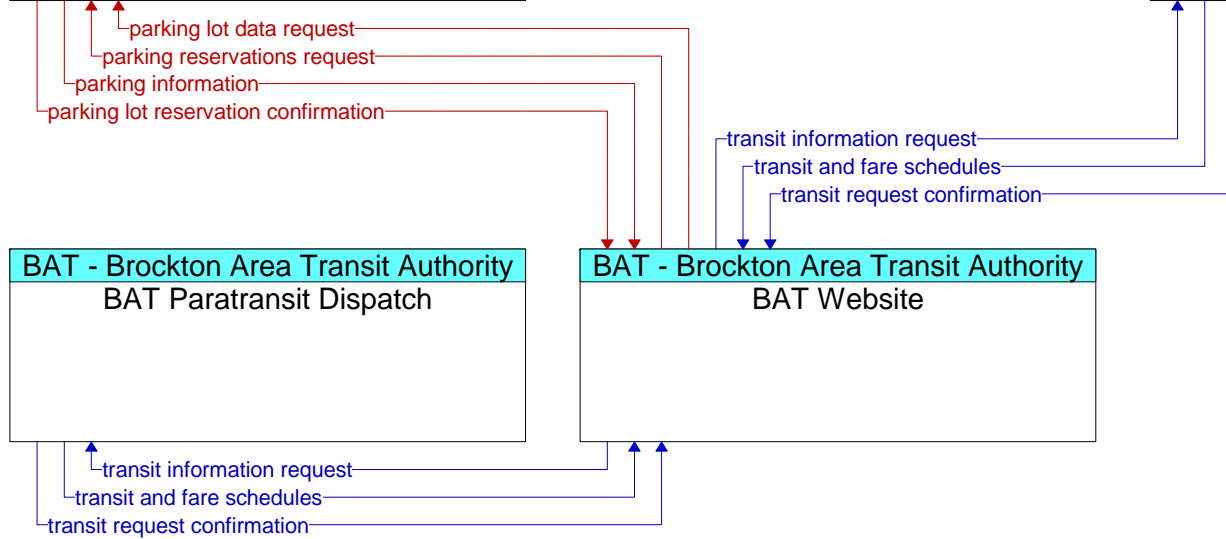 parking lot data request
parking reservations request
parking information
parking lot reservation confirmation
transit information request
transit and fare schedules
transit request confirmation
BAT - Brockton Area Transit Authority
BAT Paratransit Dispatch
BAT - Brockton Area Transit Authority
BAT Website
transit information request
transit and fare schedules
transit request confirmation